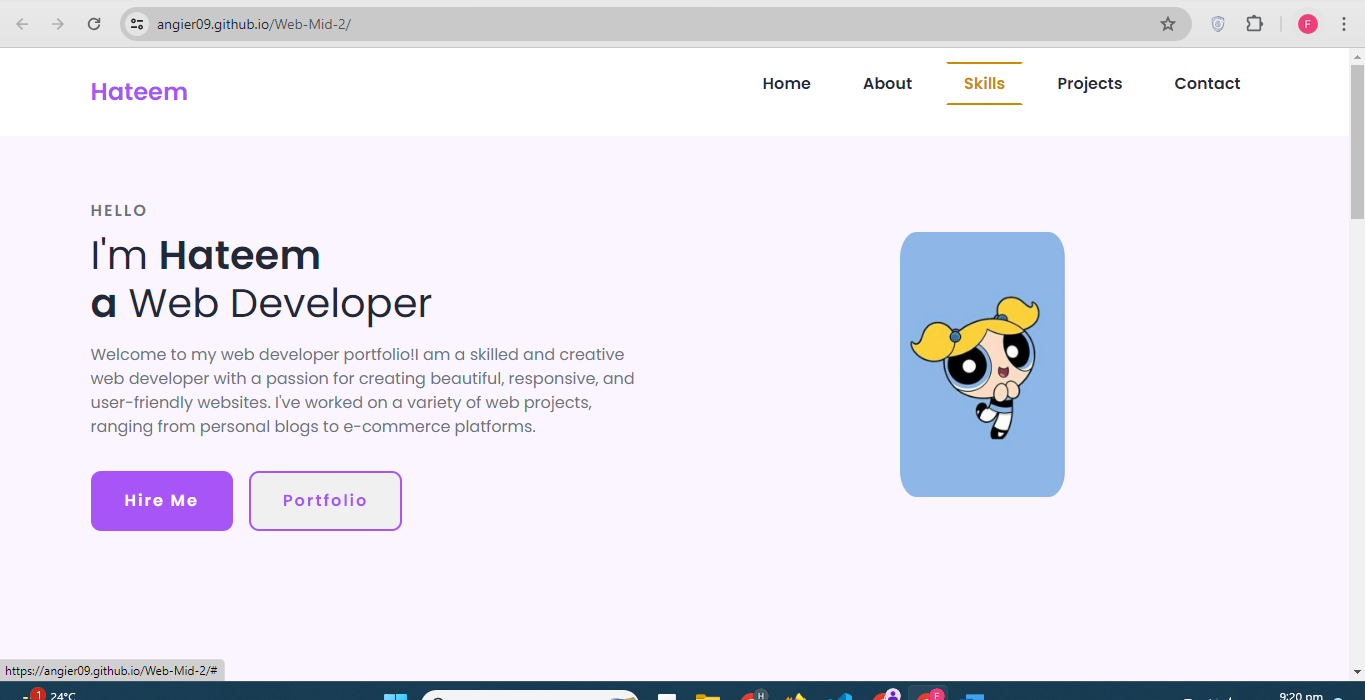 angier09.github.io/Web-Mid-2/
F
Hateem
Home About Skills Projects Contact
HELLO
I'm Hateem
a Web Developer
Welcome to my web developer portfolio!I am a skilled and creative
web developer with a passion for creating beautiful, responsive, and
user-friendly websites. I've worked on a variety of web projects,
ranging from personal blogs to e-commerce platforms.
Hire Me Portfolio
https://angier09.github.io/Web-Mid-2/#
1 24°C H F 9:20 pm